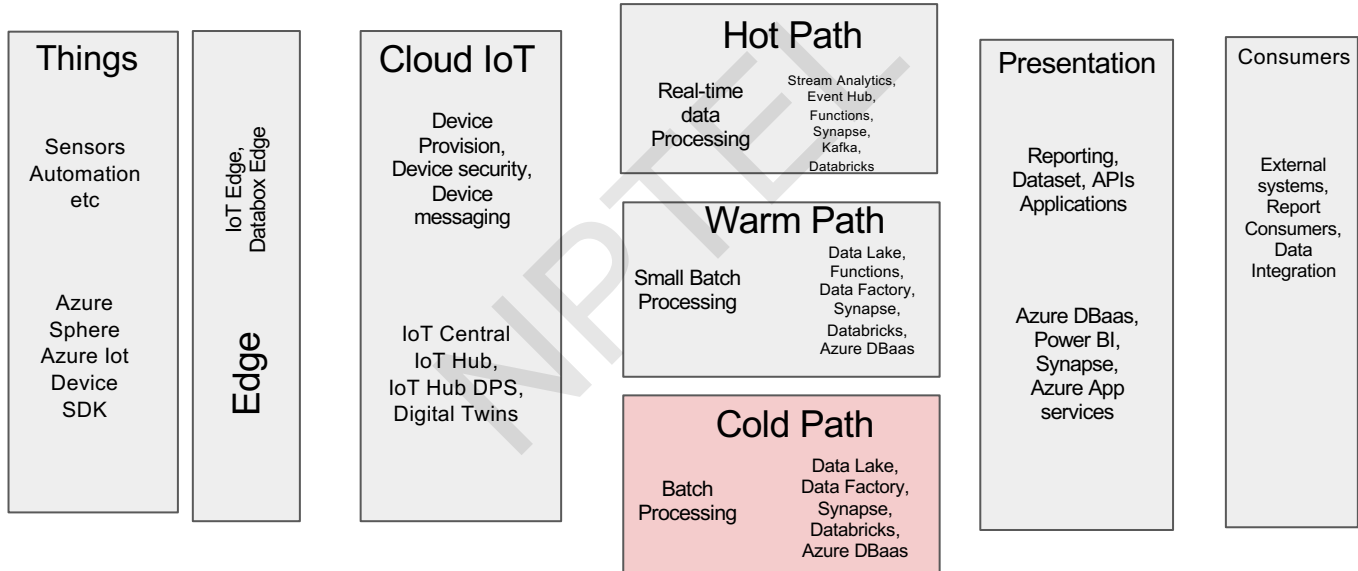 Things
Sensors
Automation
etc
Azure
Sphere
Azure Iot
Device
SDK
IoT Edge,
Databox Edge
Edge
Cloud IoT
Device
Provision,
Device security,
Device
messaging
IoT Central
IoT Hub,
IoT Hub DPS,
Digital Twins
Hot Path
Real-time
data
Processing
Stream Analytics,
Event Hub,
Functions,
Synapse,
Kafka,
Databricks
Warm Path
Small Batch
Processing
Data Lake,
Functions,
Data Factory,
Synapse,
Databricks,
Azure DBaas
Cold Path
Batch
Processing
Data Lake,
Data Factory,
Synapse,
Databricks,
Azure DBaas
Presentation
Reporting,
Dataset, APIs
Applications
Azure DBaas,
Power BI,
Synapse,
Azure App
services
Consumers
External
systems,
Report
Consumers,
Data
Integration
NPTEL